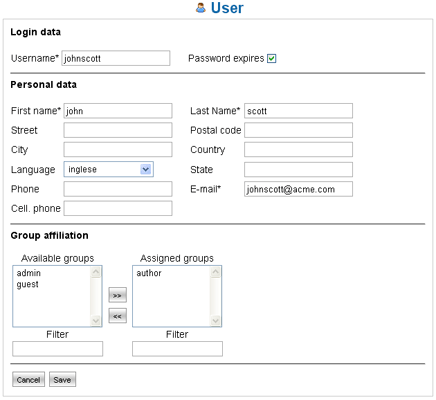 User
Login data
Username* johnscott Password expires
Personal data
First name* john Last Name* scott
Street Postal code
City Country
Language inglese State
Phone E-mail* johnscott@acme.com
Cell. phone
Group affiliation
Available groups Assigned groups
admin author
guest
>>
<<
Filter Filter
Cancel Save